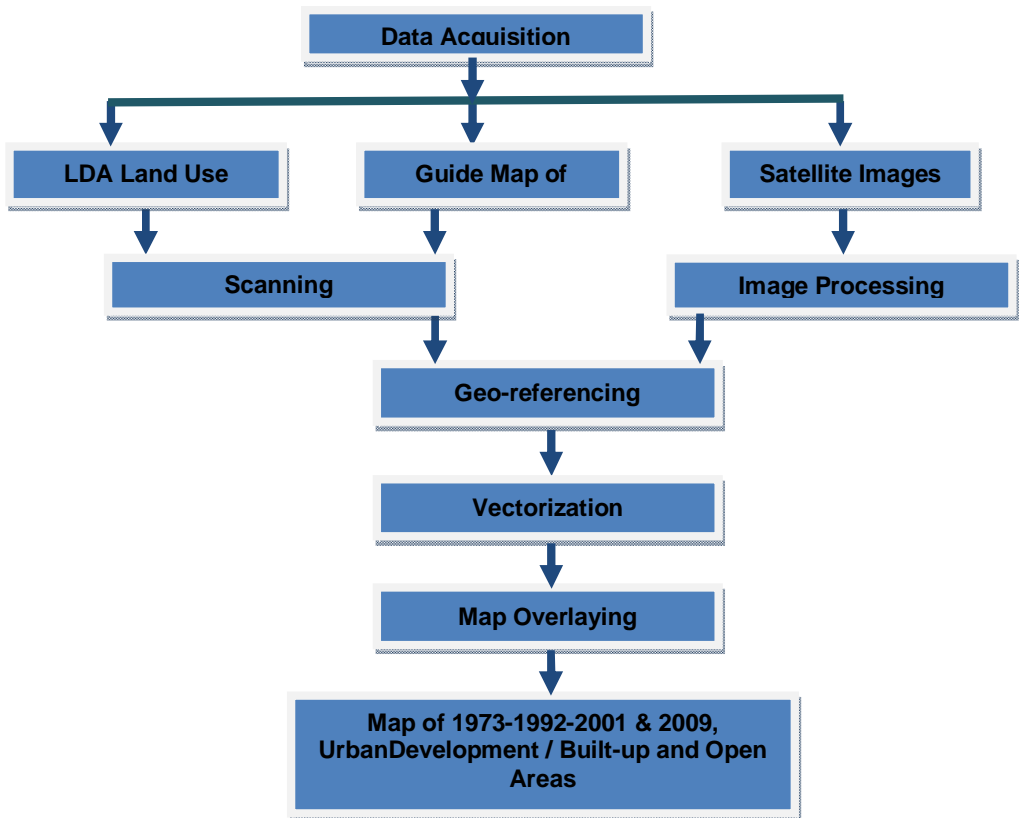 Data Acquisition
LDA Land Use
Guide Map of
Satellite Images
Scanning
Image Processing
Geo-referencing
Vectorization
Map Overlaying
Map of 1973-1992-2001 & 2009,
UrbanDevelopment / Built-up and Open
Areas